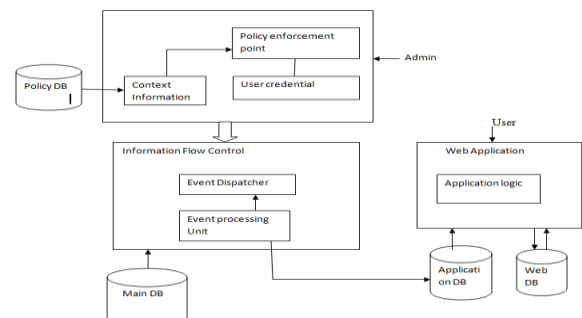 Policy enforcement
point
Admin
Policy DB
Context
Information
User credential
User
Information Flow Control
Web Application
Event Dispatcher
Application logic
Event processing
Unit
Main DB
Applicati
on DB
Web
DB